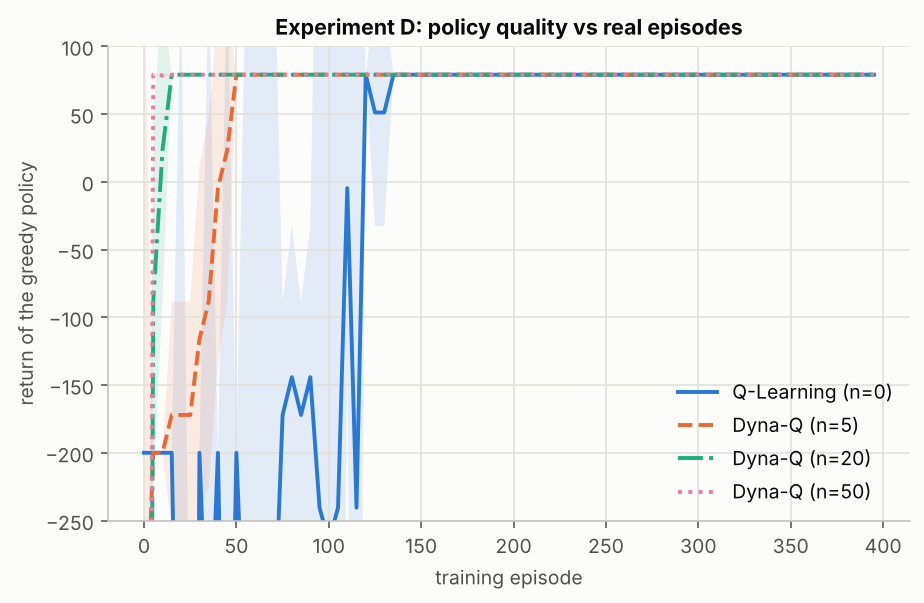 Experiment D: policy quality vs real episodes
return of the greedy policy
100
50
0
−50
−100
−150
−200
−250
Q-Learning (n=0)
Dyna-Q (n=5)
Dyna-Q (n=20)
Dyna-Q (n=50)
0 50 100 150 200 250 300 350 400
training episode